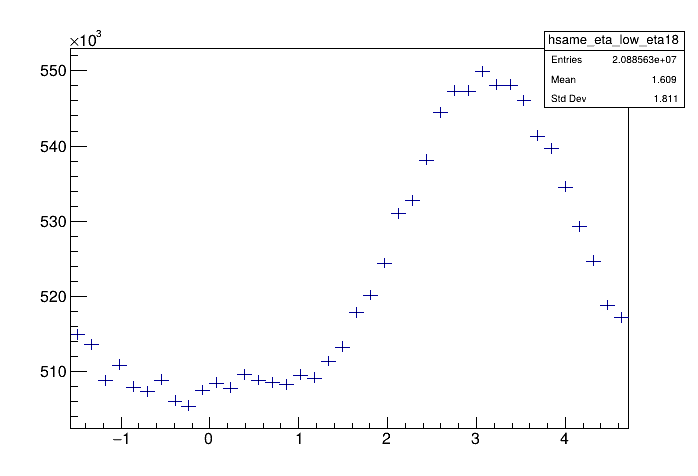 ×10³
hsame_eta_low_eta18
Entries 2.088563e+07
Mean 1.609
Std Dev 1.811
550
540
530
520
510
−1 0 1 2 3 4